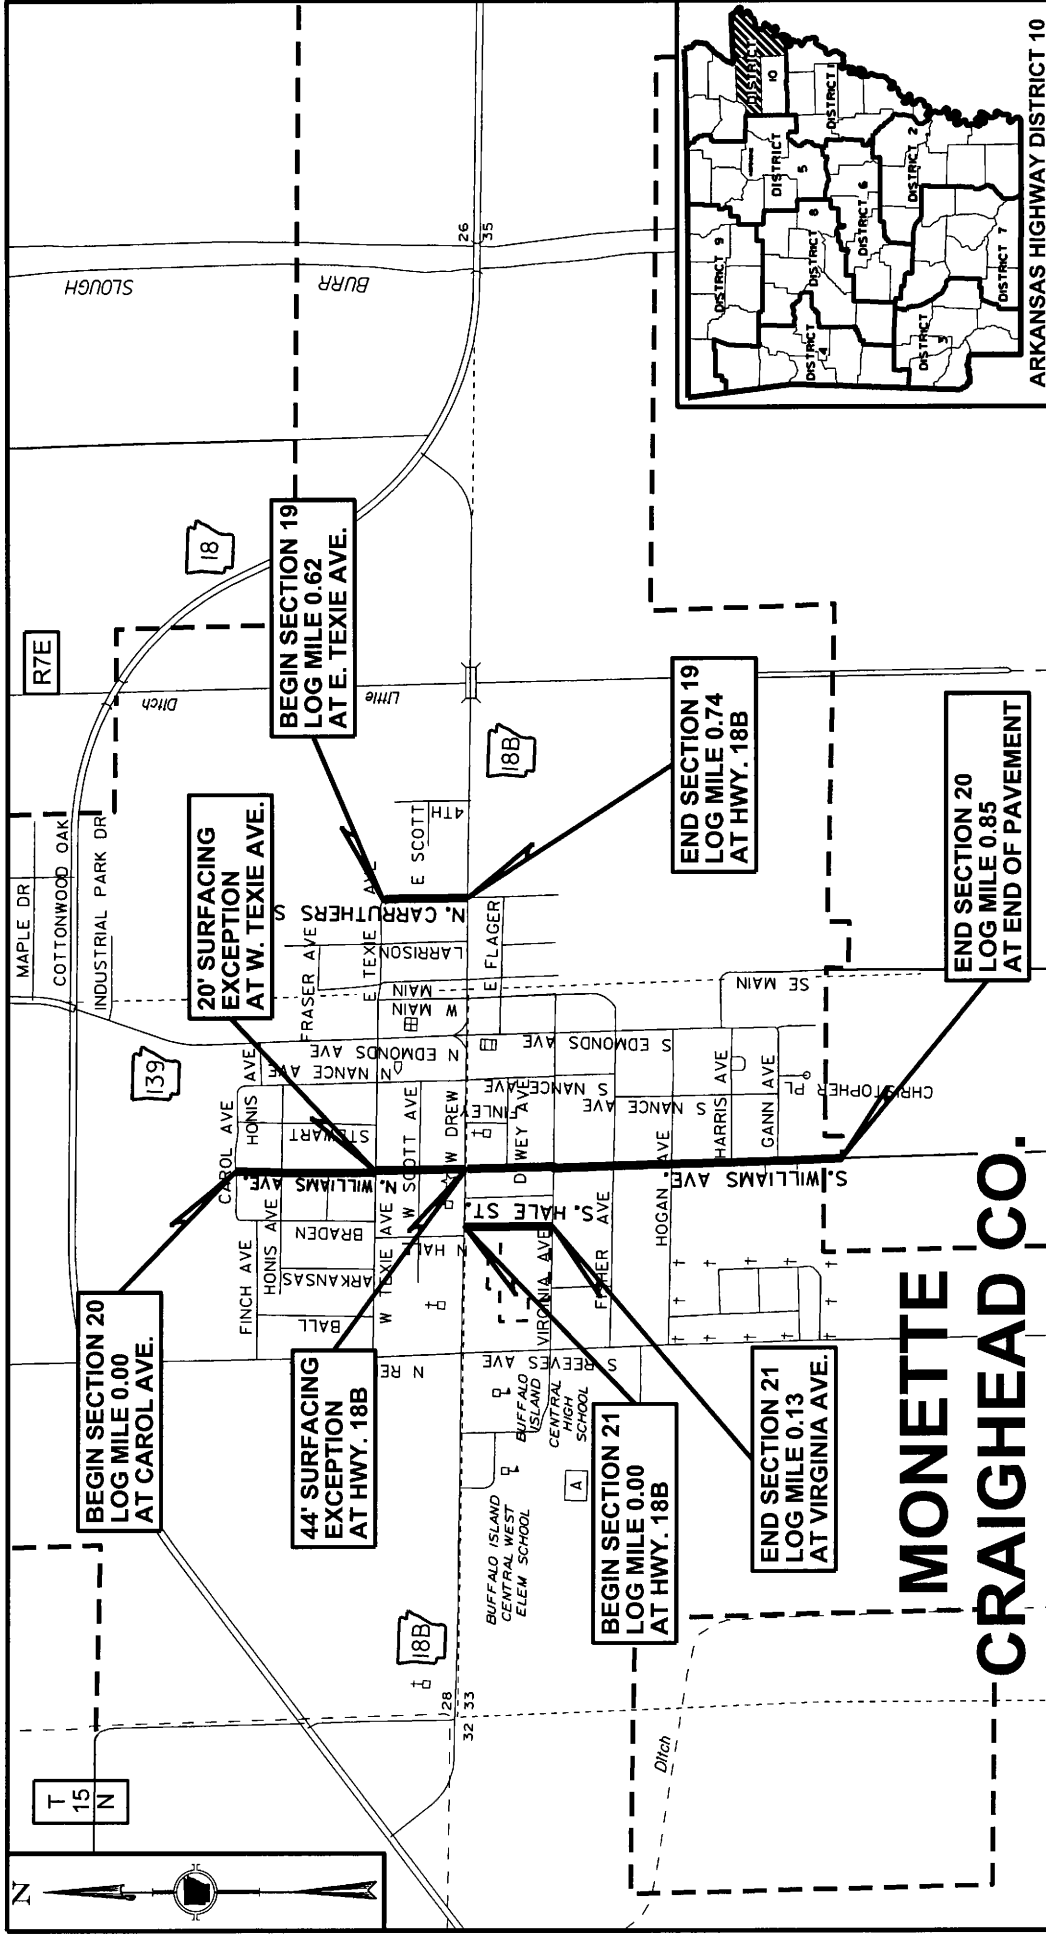 N
T
15
N
R7E
BEGIN SECTION 20
LOG MILE 0.00
AT CAROL AVE.
20' SURFACING
EXCEPTION
AT W. TEXIE AVE.
BEGIN SECTION 19
LOG MILE 0.62
AT E. TEXIE AVE.
44' SURFACING
EXCEPTION
AT HWY. 18B
BEGIN SECTION 21
LOG MILE 0.00
AT HWY. 18B
END SECTION 21
LOG MILE 0.13
AT VIRGINIA AVE.
END SECTION 19
LOG MILE 0.74
AT HWY. 18B
END SECTION 20
LOG MILE 0.85
AT END OF PAVEMENT
MONETTE
CRAIGHEAD CO.
139
18
18B
18B
MAPLE DR
COTTONWOOD OAK
INDUSTRIAL PARK DR
SLOUGH
BURR
Ditch
Little
Ditch
26
35
28
33
32
CAROL AVE
HONIS AVE
FINCH AVE
HONIS AVE
FRASER AVE
E TEXIE AVE
W TEXIE AVE
E SCOTT
W SCOTT AVE
W DREW
E FLAGER
4TH
N. CARRUTHERS S
LARRISON
W MAIN
MAIN
SE MAIN
N EDMONDS AVE
S EDMONDS AVE
N NANCE AVE
S NANCE AVE
S NANCE AVE
FINLEY
STEWART
N. WILLIAMS AVE.
S. WILLIAMS AVE.
BRADEN
ARKANSAS
BALL
N HALE
S. HALE ST.
N RE
S REEVES AVE
DEWEY AVE
VIRGINIA AVE
FISHER AVE
HOGAN AVE
HARRIS AVE
GANN AVE
CHRISTOPHER PL
BUFFALO ISLAND
CENTRAL WEST
ELEM SCHOOL
BUFFALO
ISLAND
CENTRAL
HIGH
SCHOOL
A
DISTRICT
10
DISTRICT 1
DISTRICT
5
DISTRICT 9
DISTRICT 8
DISTRICT 6
DISTRICT 2
DISTRICT
4
DISTRICT
3
DISTRICT 7
ARKANSAS HIGHWAY DISTRICT 10